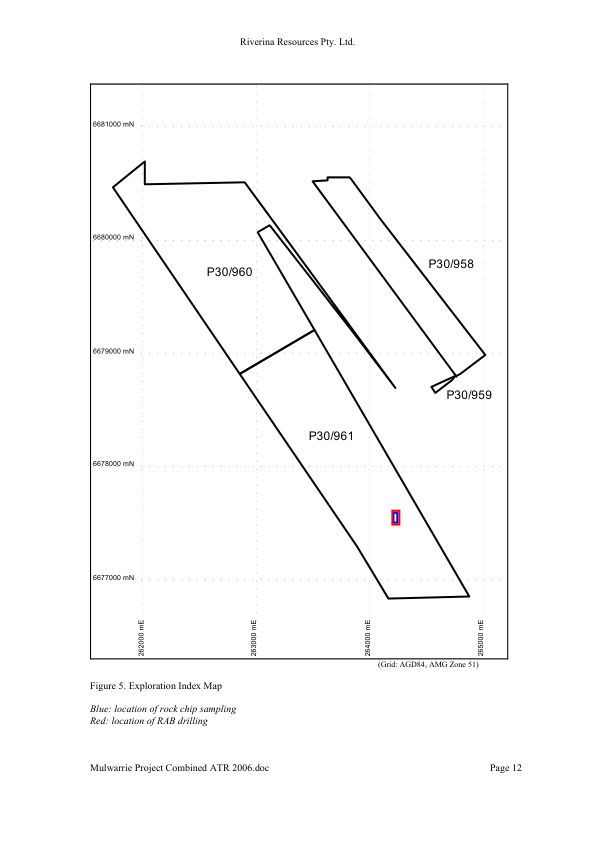 Riverina Resources Pty. Ltd.
6681000 mN
6680000 mN
P30/958
P30/960
6679000 mN
P30/959
P30/961
6678000 mN
6677000 mN
262000 mE
263000 mE
264000 mE
265000 mE
(Grid: AGD84, AMG Zone 51)
Figure 5. Exploration Index Map
Blue: location of rock chip sampling
Red: location of RAB drilling
Mulwarrie Project Combined ATR 2006.doc
Page 12